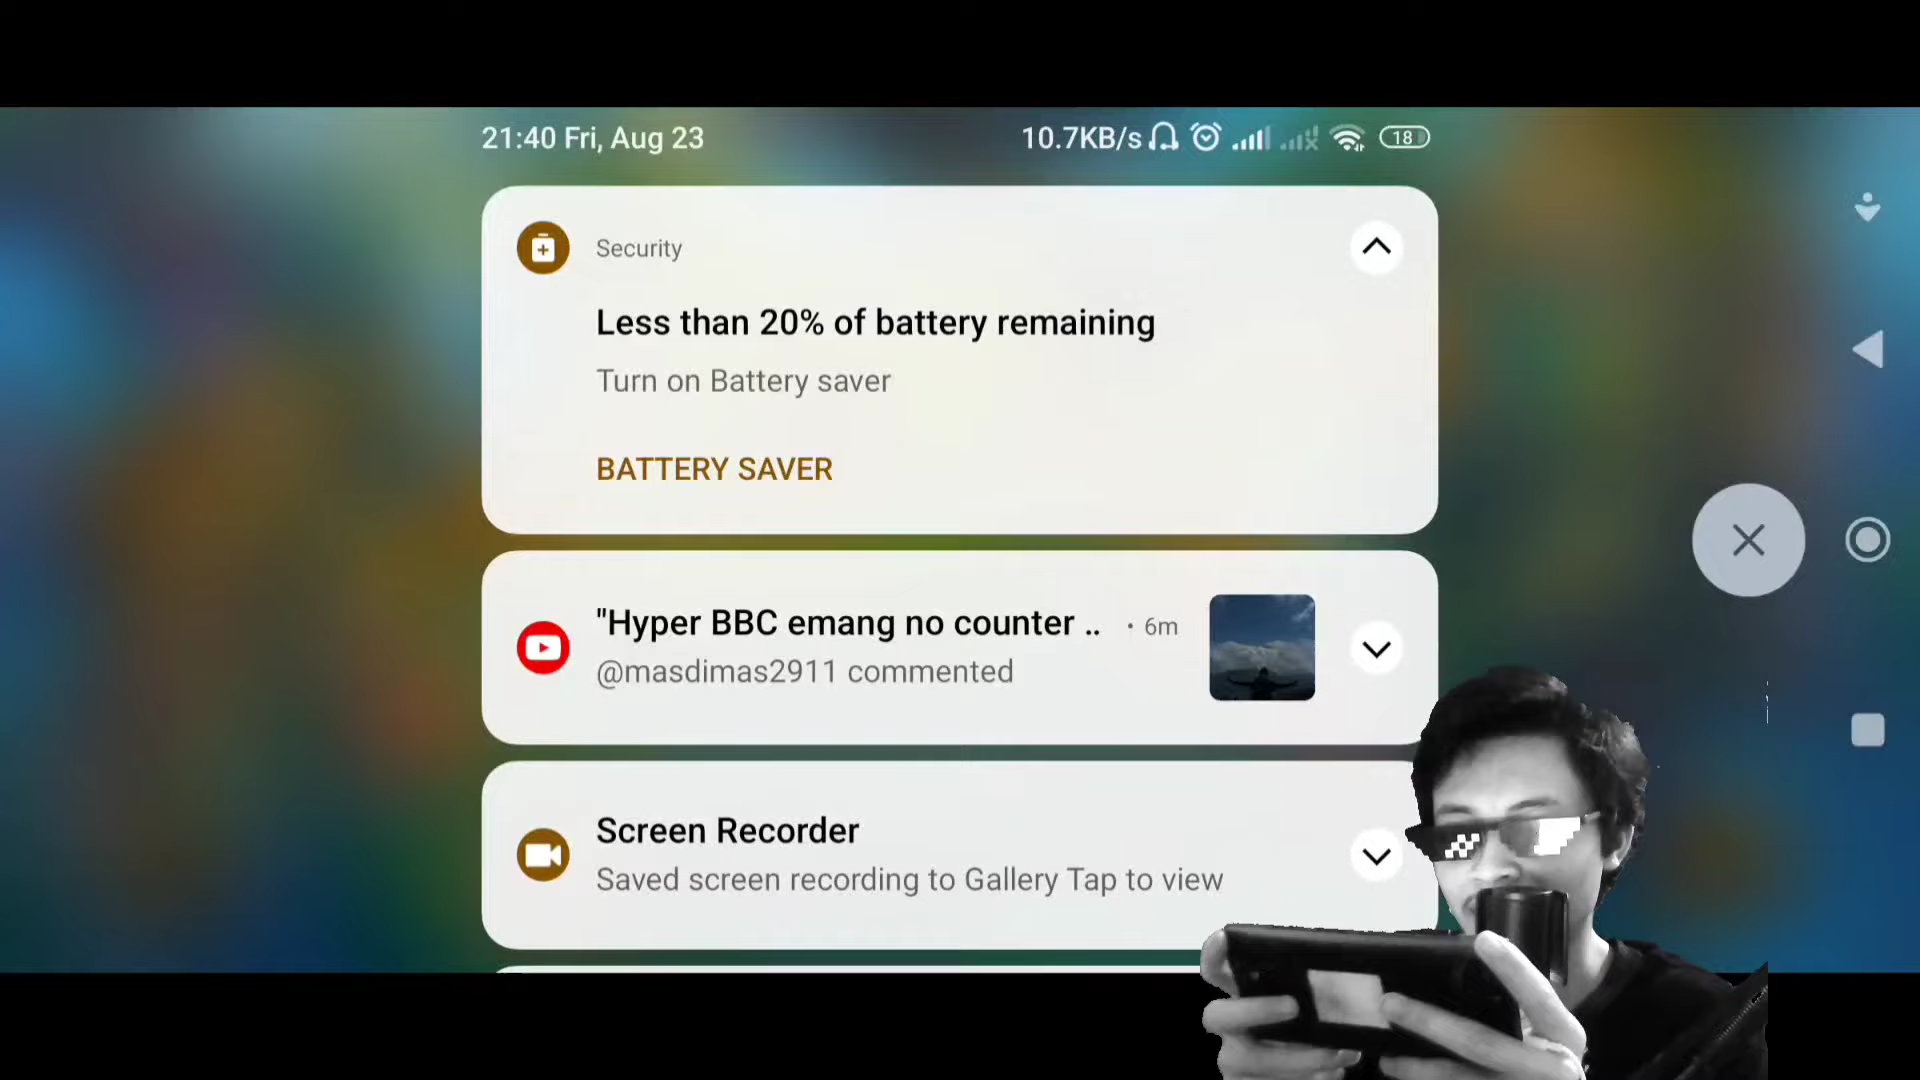 21:40 Fri, Aug 23 10.7KB/s 18
Security
Less than 20% of battery remaining
Turn on Battery saver
BATTERY SAVER
"Hyper BBC emang no counter .. • 6m
@masdimas2911 commented
Screen Recorder
Saved screen recording to Gallery Tap to view